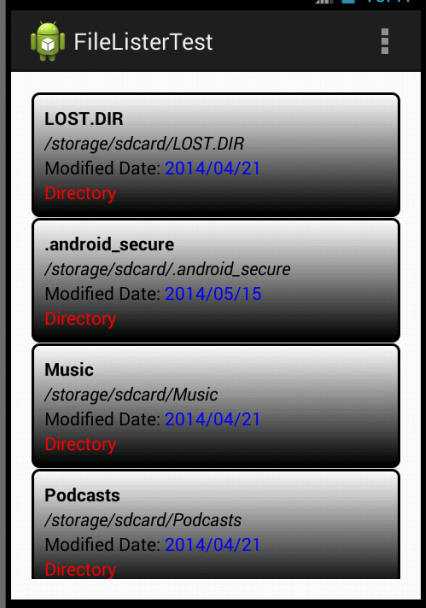 FileListerTest
LOST.DIR
/storage/sdcard/LOST.DIR
Modified Date: 2014/04/21
Directory
.android_secure
/storage/sdcard/.android_secure
Modified Date: 2014/05/15
Directory
Music
/storage/sdcard/Music
Modified Date: 2014/04/21
Directory
Podcasts
/storage/sdcard/Podcasts
Modified Date: 2014/04/21
Directory